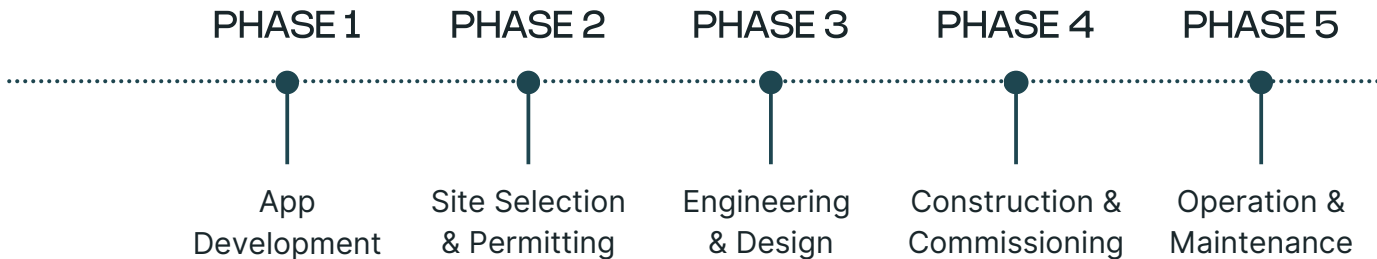 PHASE 1
PHASE 2
PHASE 3
PHASE 4
PHASE 5
App
Development
Site Selection
& Permitting
Engineering
& Design
Construction &
Commissioning
Operation &
Maintenance